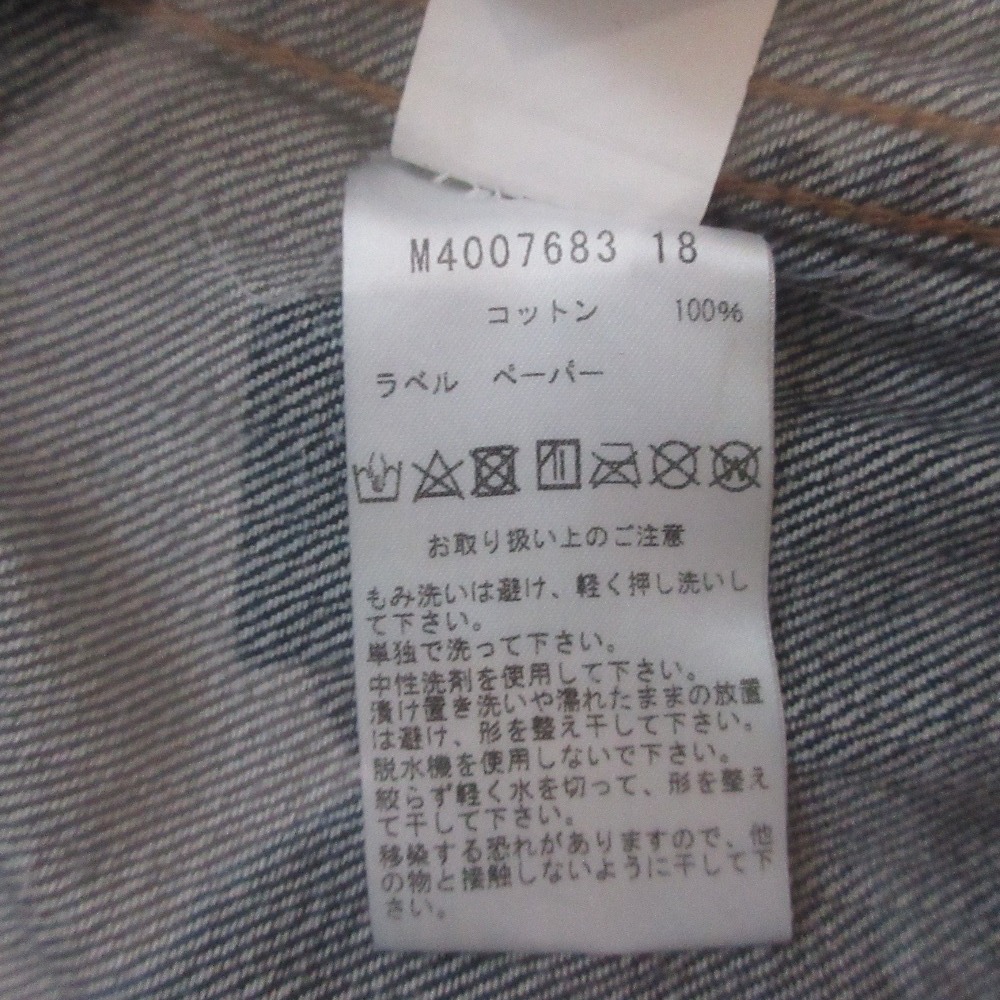 M4007683 18
コットン 100%
ラベル ペーパー
お取り扱い上のご注意
もみ洗いは避け、軽く押し洗いし
て下さい。
単独で洗って下さい。
中性洗剤を使用して下さい。
漬け置き洗いや濡れたままの放置
は避け、形を整え干して下さい。
脱水機を使用しないで下さい。
絞らず軽く水を切って、形を整え
て干して下さい。
移染する恐れがありますので、他
の物と接触しないように干して下
さい。